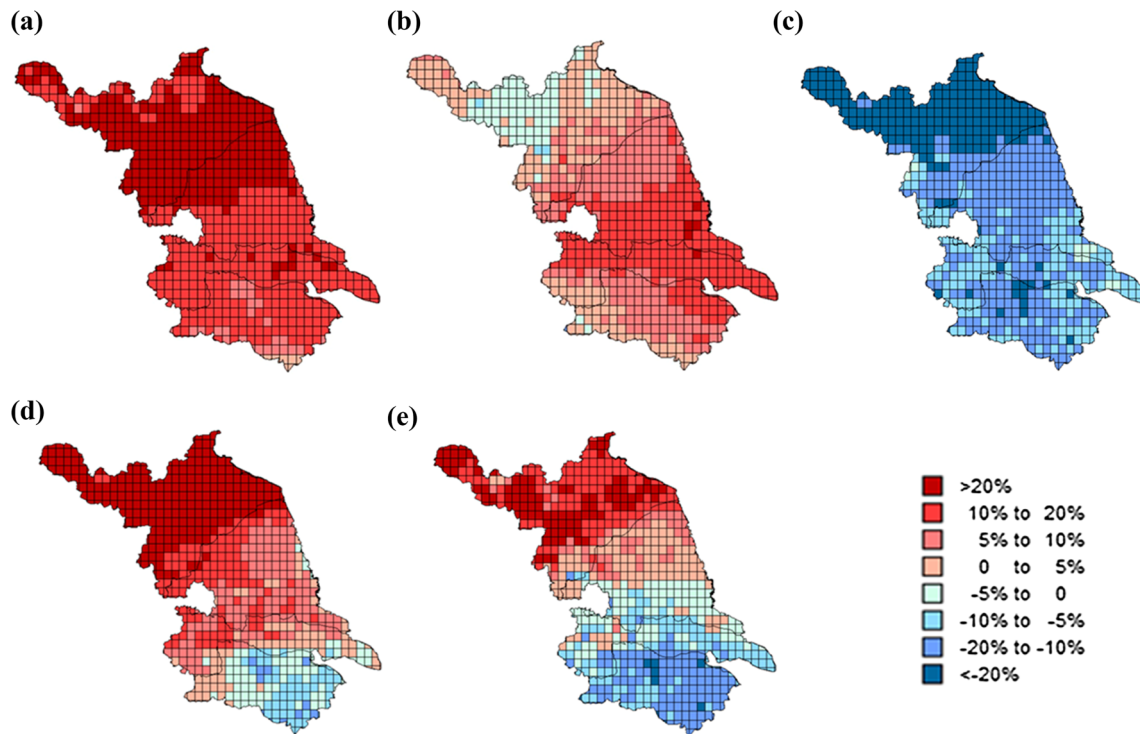 (a)
(b)
(c)
(d)
(e)
>20%
10% to 20%
5% to 10%
0 to 5%
-5% to 0
-10% to -5%
-20% to -10%
<-20%